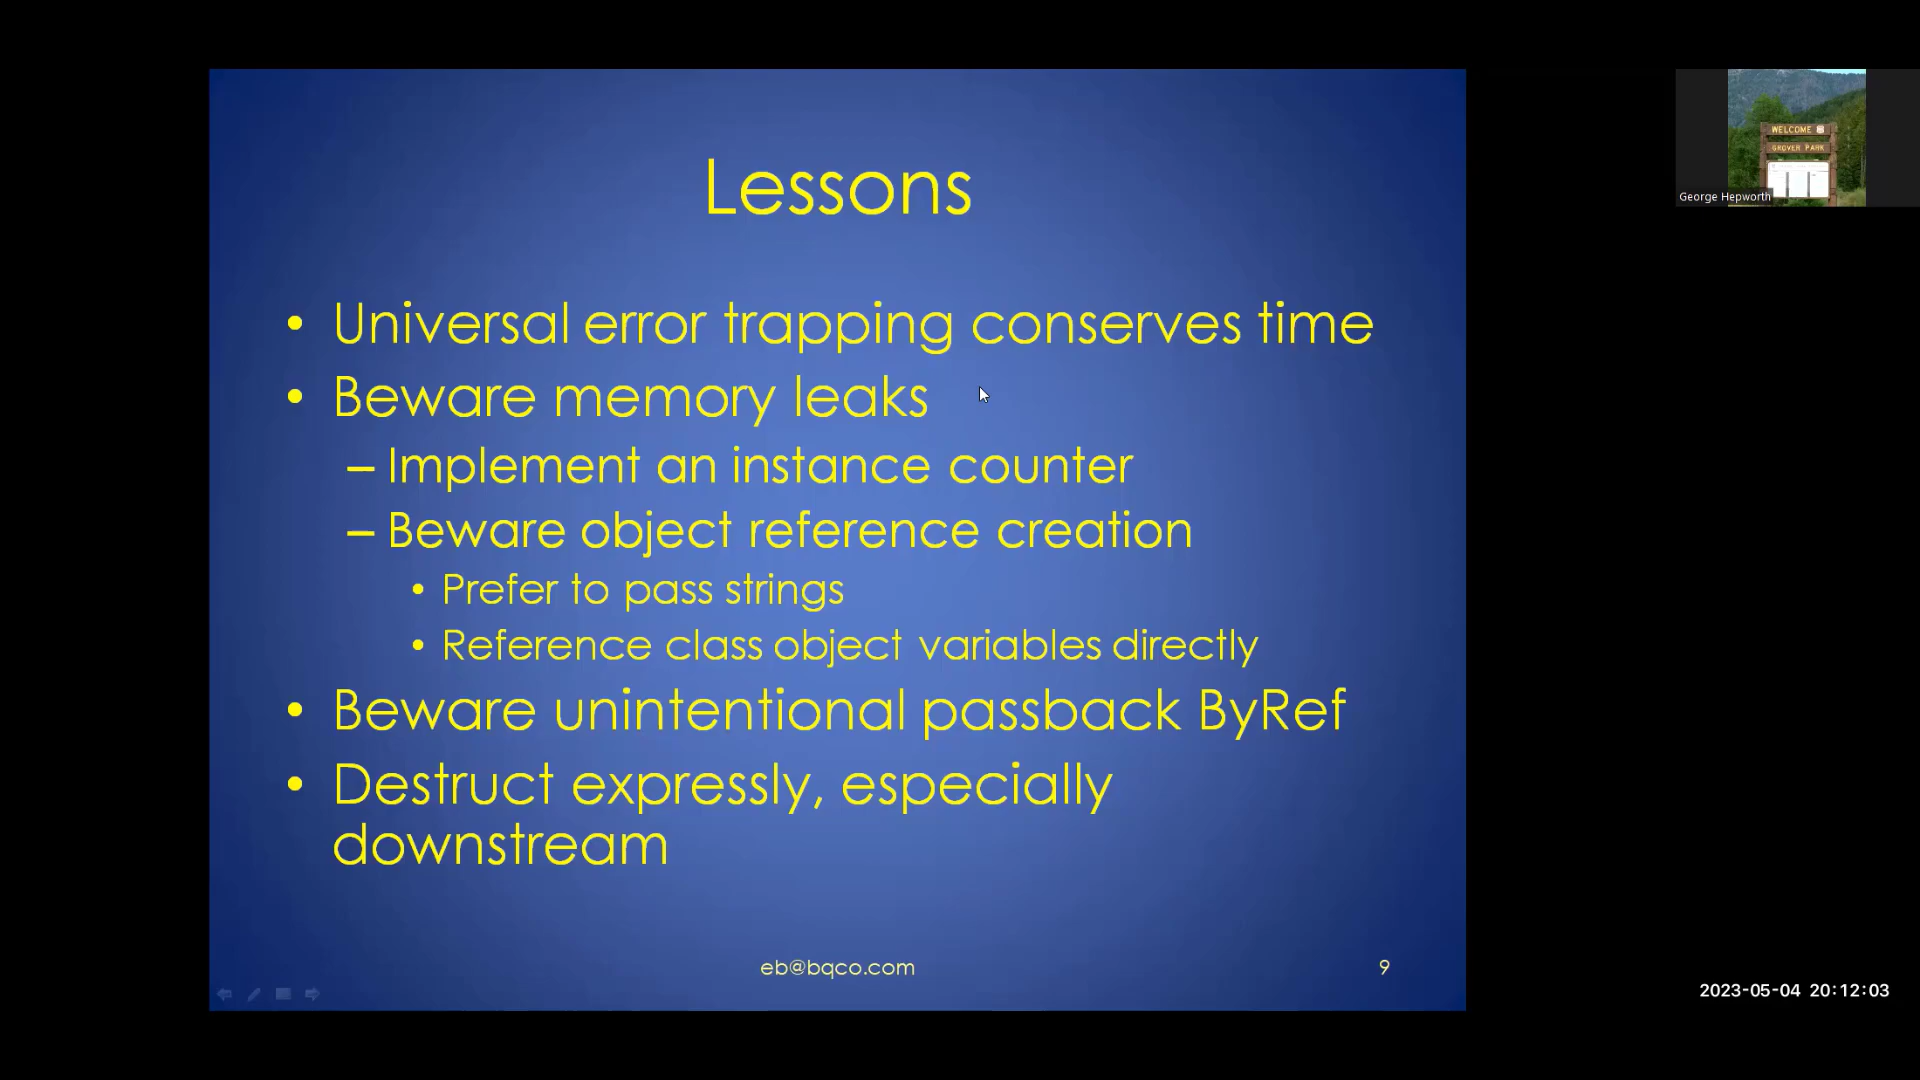 Lessons
• Universal error trapping conserves time
• Beware memory leaks
– Implement an instance counter
– Beware object reference creation
• Prefer to pass strings
• Reference class object variables directly
• Beware unintentional passback ByRef
• Destruct expressly, especially
downstream
eb@bqco.com
9
WELCOME
GROVER PARK
George Hepworth
2023-05-04 20:12:03